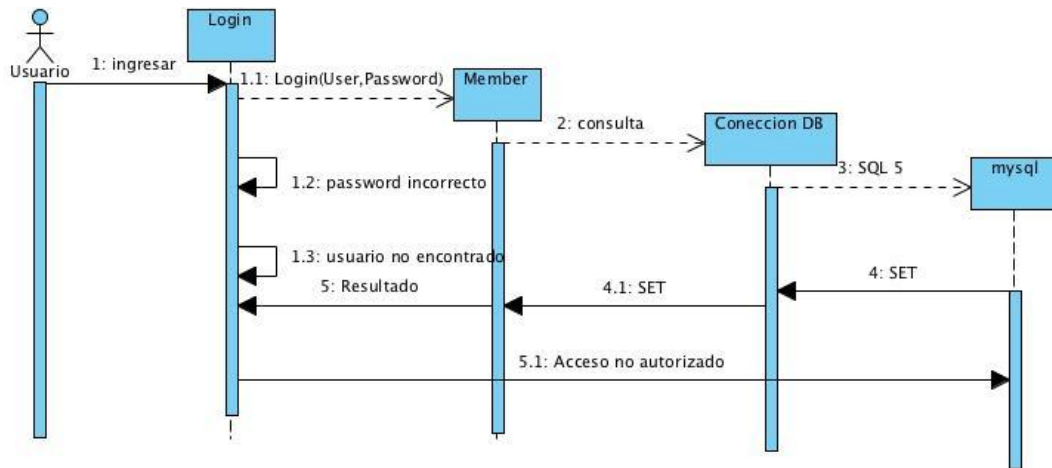 Login
Usuario
1: ingresar
1.1: Login(User,Password)
Member
2: consulta
Coneccion DB
3: SQL 5
mysql
1.2: password incorrecto
1.3: usuario no encontrado
5: Resultado
4.1: SET
4: SET
5.1: Acceso no autorizado